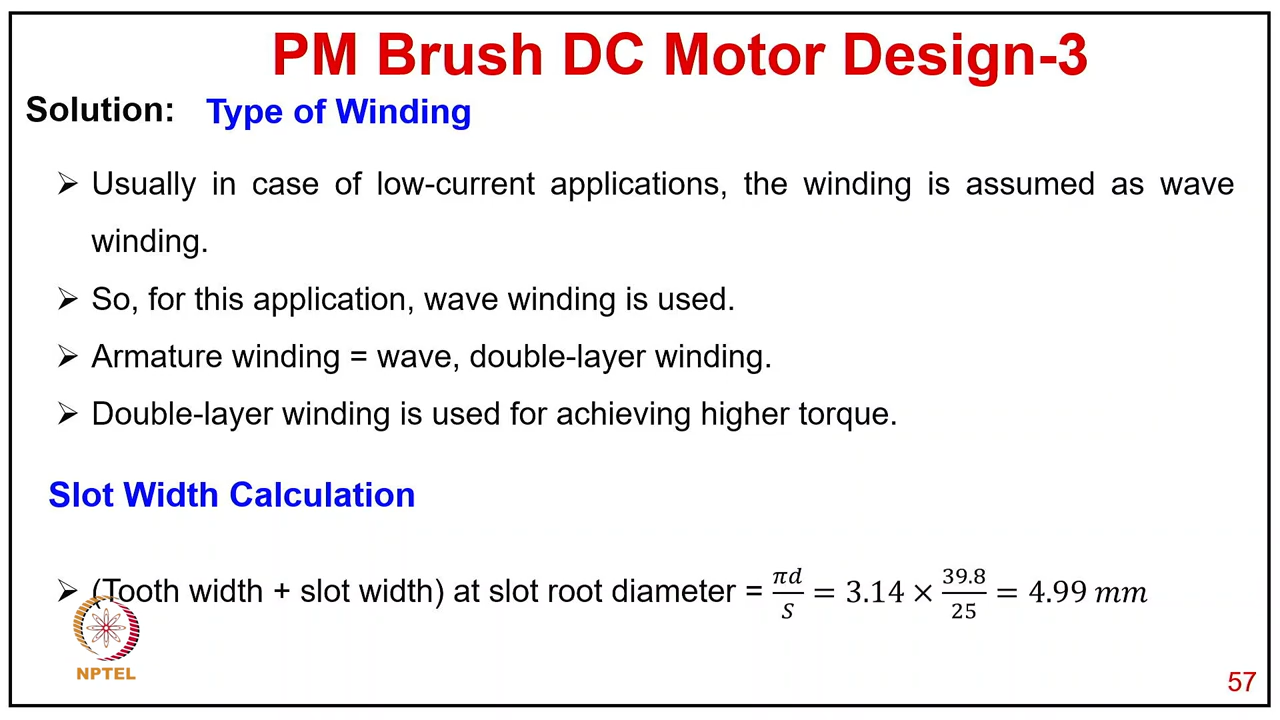 PM Brush DC Motor Design-3
Solution: Type of Winding
➢ Usually in case of low-current applications, the winding is assumed as wave
winding.
➢ So, for this application, wave winding is used.
➢ Armature winding = wave, double-layer winding.
➢ Double-layer winding is used for achieving higher torque.
Slot Width Calculation
➢ (Tooth width + slot width) at slot root diameter = πd/S = 3.14 × 39.8/25 = 4.99 mm
NPTEL
57